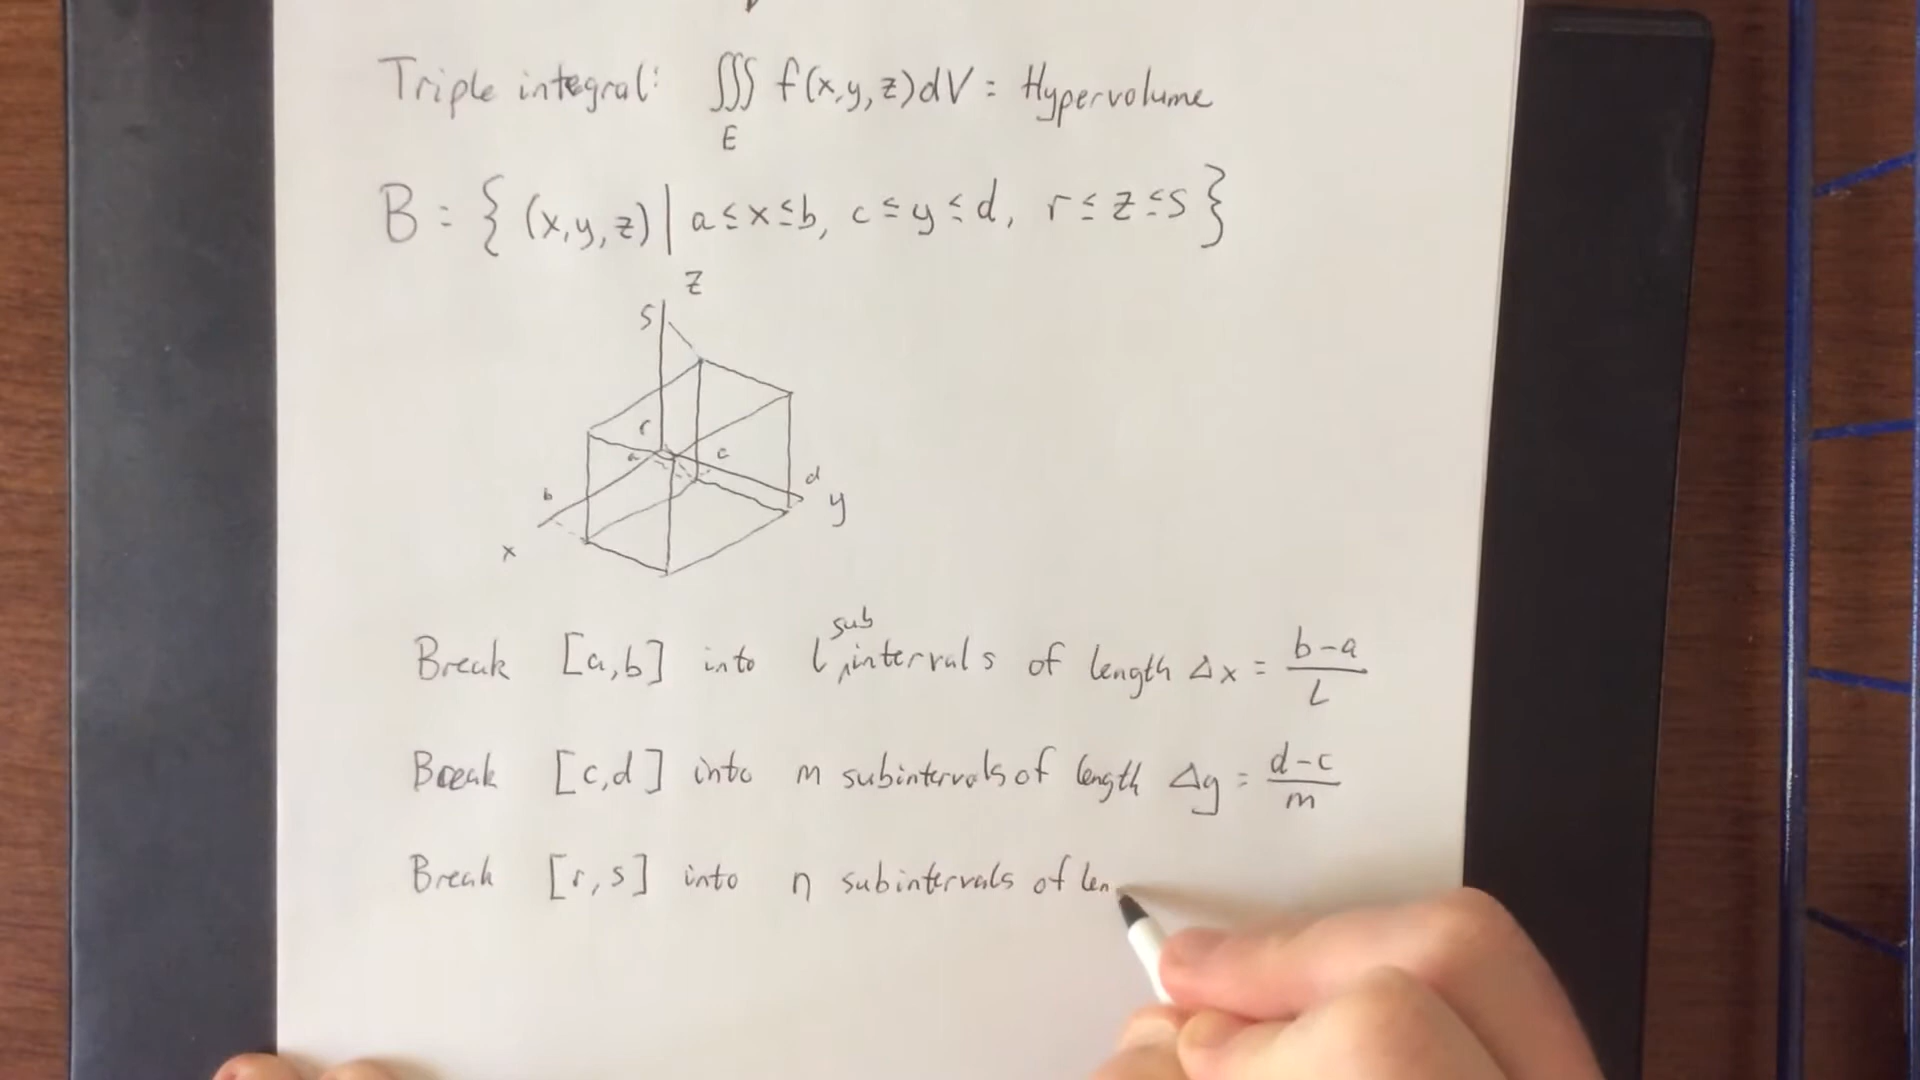 Triple integral: ∭ f(x,y,z)dV = Hypervolume
E
B = { (x,y,z) | a ≤ x ≤ b, c ≤ y ≤ d, r ≤ z ≤ s }
z
s
r
a
c
b
d
y
x
sub
Break [a,b] into l ^ intervals of length Δx = b-a / L
Break [c,d] into m subintervals of length Δy = d-c / m
Break [r,s] into n subintervals of len